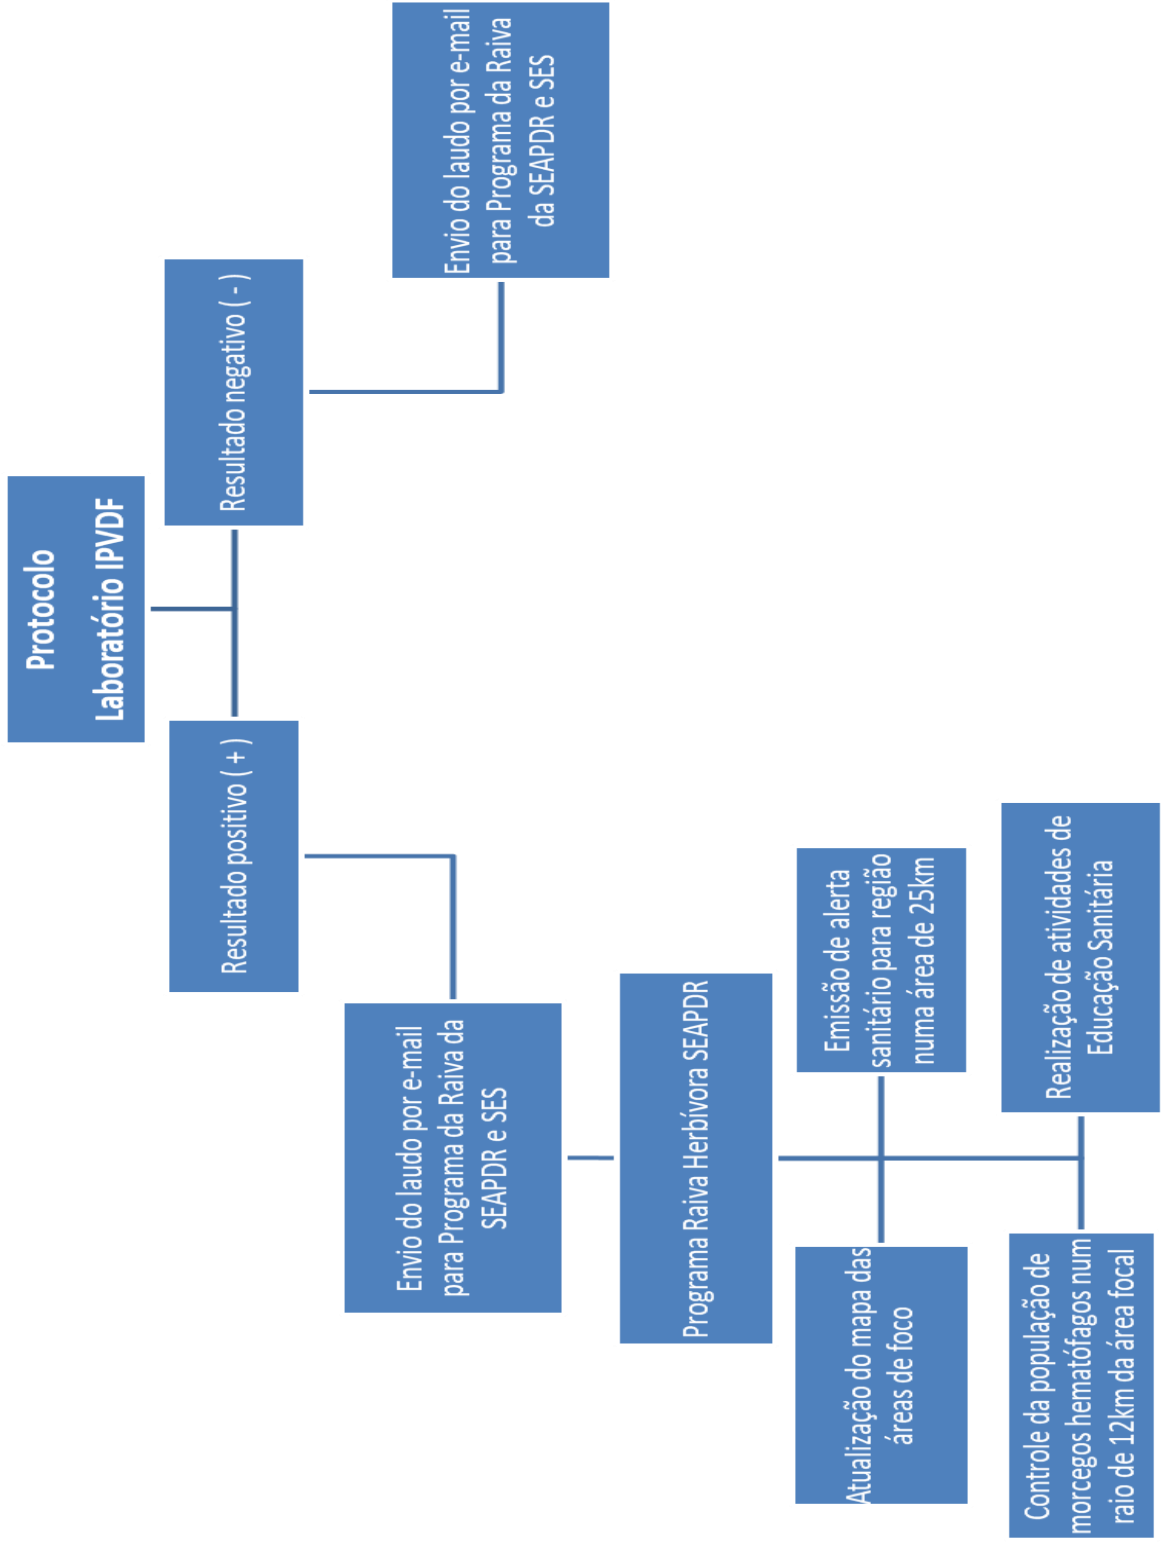 Protocolo
Laboratório IPVDF
Resultado positivo ( + )
Resultado negativo ( - )
Envio do laudo por e-mail
para Programa da Raiva da
SEAPDR e SES
Envio do laudo por e-mail
para Programa da Raiva
da SEAPDR e SES
Programa Raiva Herbívora SEAPDR
Atualização do mapa das
áreas de foco
Emissão de alerta
sanitário para região
numa área de 25km
Controle da população de
morcegos hematófagos num
raio de 12km da área focal
Realização de atividades de
Educação Sanitária